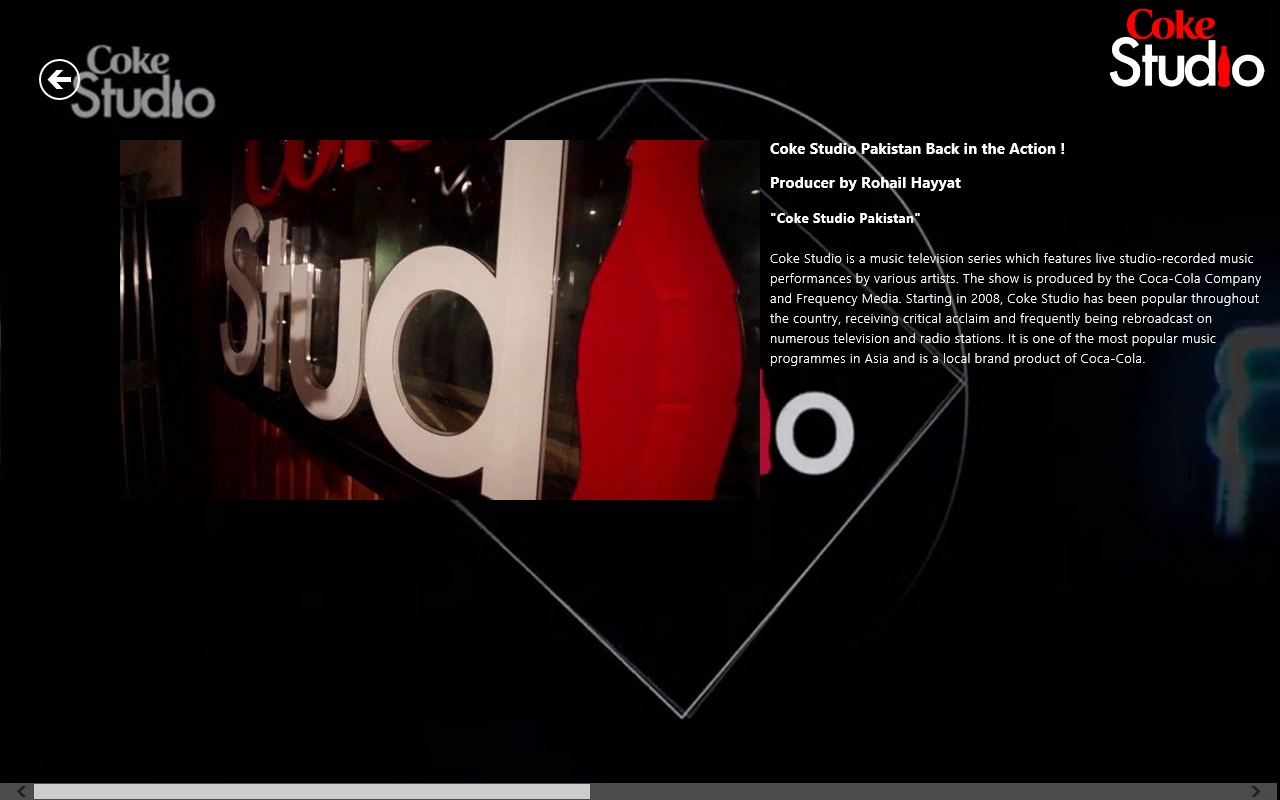 Coke
Studio
Coke
Studio
Coke Studio Pakistan Back in the Action !
Producer by Rohail Hayyat
"Coke Studio Pakistan"
Coke Studio is a music television series which features live studio-recorded music
performances by various artists. The show is produced by the Coca-Cola Company
and Frequency Media. Starting in 2008, Coke Studio has been popular throughout
the country, receiving critical acclaim and frequently being rebroadcast on
numerous television and radio stations. It is one of the most popular music
programmes in Asia and is a local brand product of Coca-Cola.
Stud
o